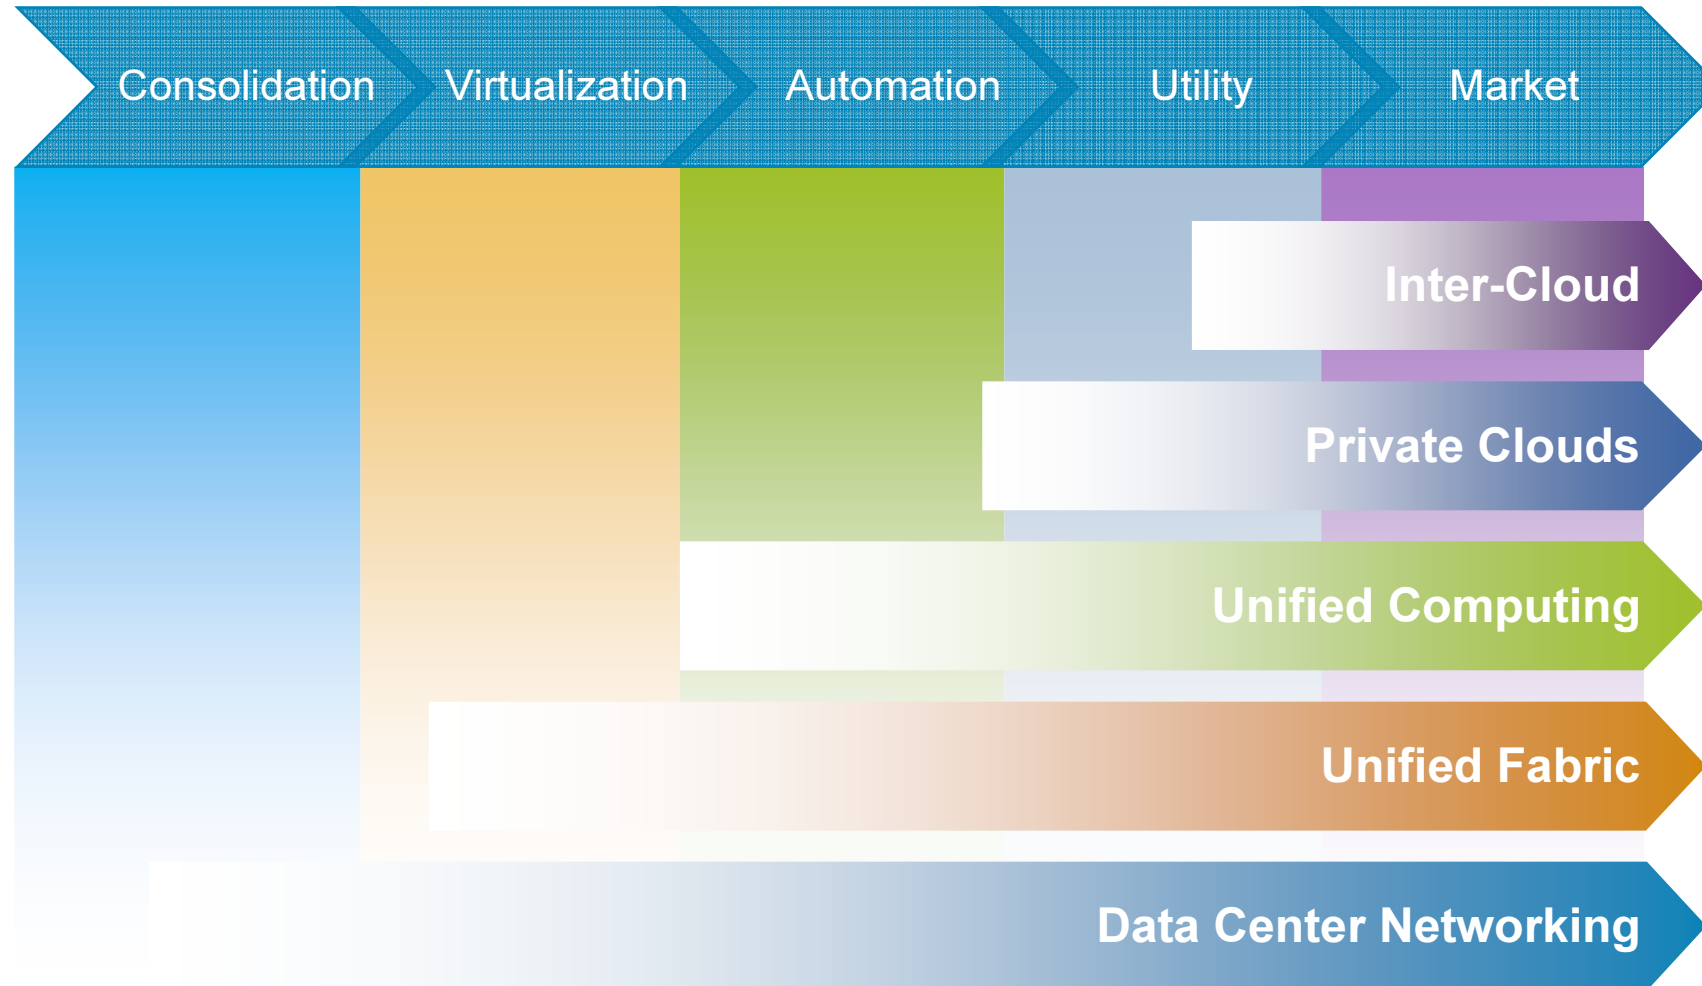 Consolidation Virtualization Automation Utility Market
Inter-Cloud
Private Clouds
Unified Computing
Unified Fabric
Data Center Networking